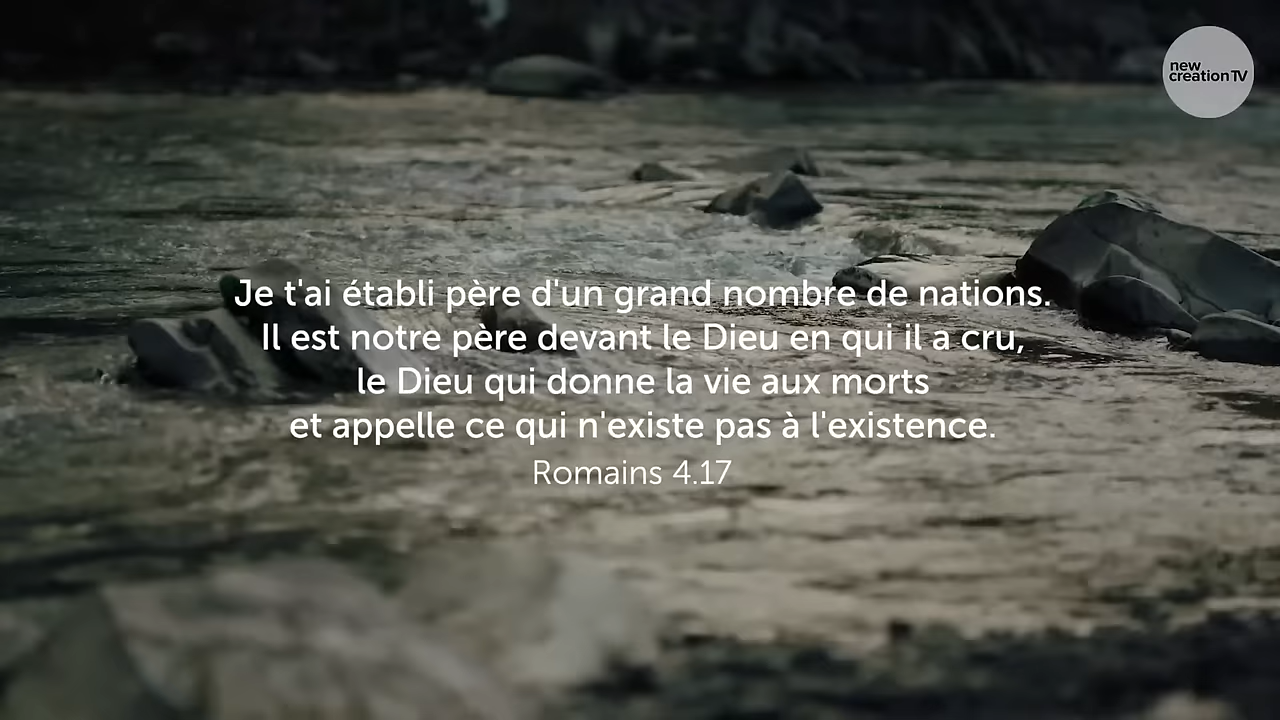 new
creation TV
Je t'ai établi père d'un grand nombre de nations.
Il est notre père devant le Dieu en qui il a cru,
le Dieu qui donne la vie aux morts
et appelle ce qui n'existe pas à l'existence.
Romains 4.17